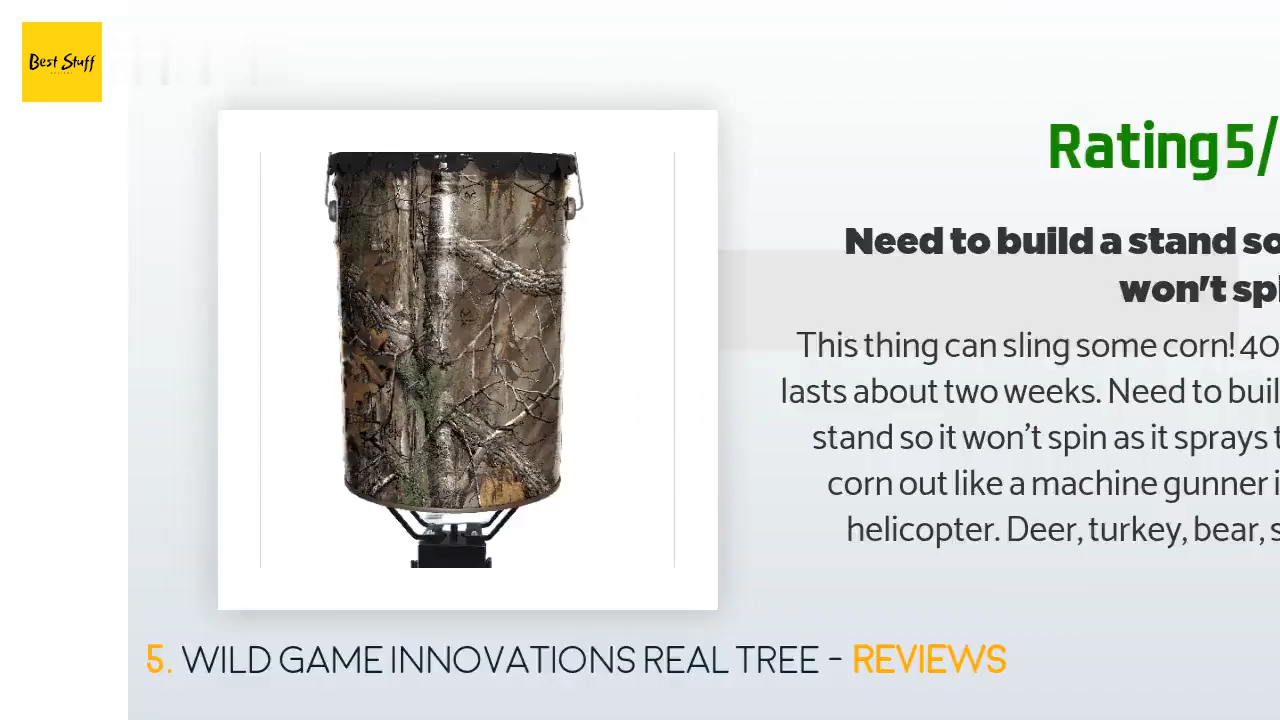 Best Stuff
Rating 5/
Need to build a stand so
won't spi
This thing can sling some corn! 40
lasts about two weeks. Need to buil
stand so it won't spin as it sprays t
corn out like a machine gunner i
helicopter. Deer, turkey, bear, s
5. WILD GAME INNOVATIONS REAL TREE - REVIEWS